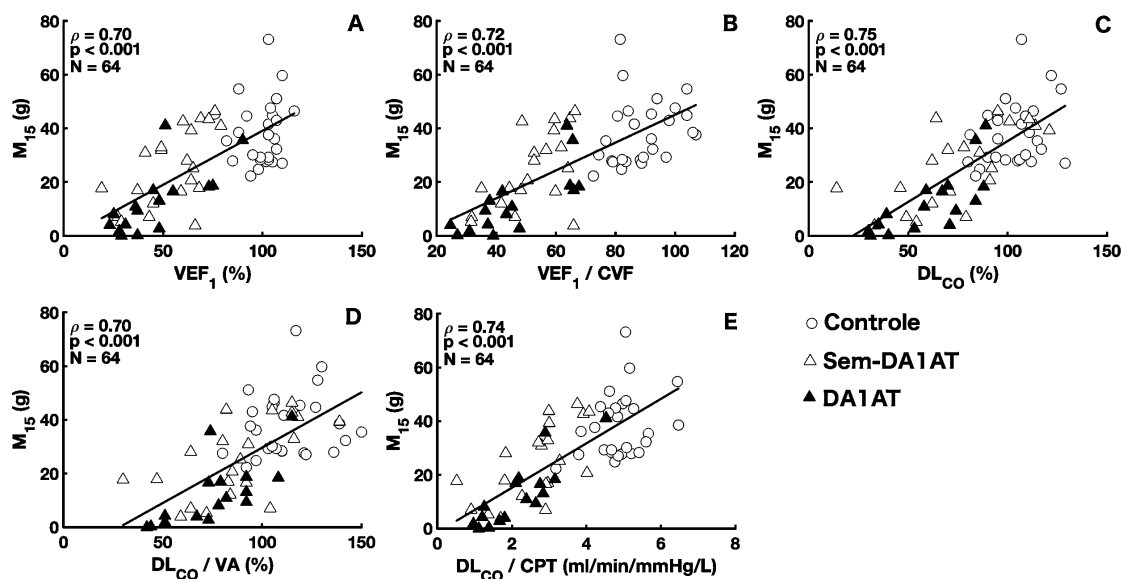 A
ρ = 0.70
p < 0.001
N = 64
M₁₅ (g)
80
60
40
20
0
0 50 100 150
VEF₁ (%)
B
ρ = 0.72
p < 0.001
N = 64
M₁₅ (g)
80
60
40
20
0
20 40 60 80 100 120
VEF₁ / CVF
C
ρ = 0.75
p < 0.001
N = 64
M₁₅ (g)
80
60
40
20
0
0 50 100 150
DL_CO (%)
D
ρ = 0.70
p < 0.001
N = 64
M₁₅ (g)
80
60
40
20
0
0 50 100 150
DL_CO / VA (%)
E
ρ = 0.74
p < 0.001
N = 64
M₁₅ (g)
80
60
40
20
0
0 2 4 6 8
DL_CO / CPT (ml/min/mmHg/L)
Controle
Sem-DA1AT
DA1AT